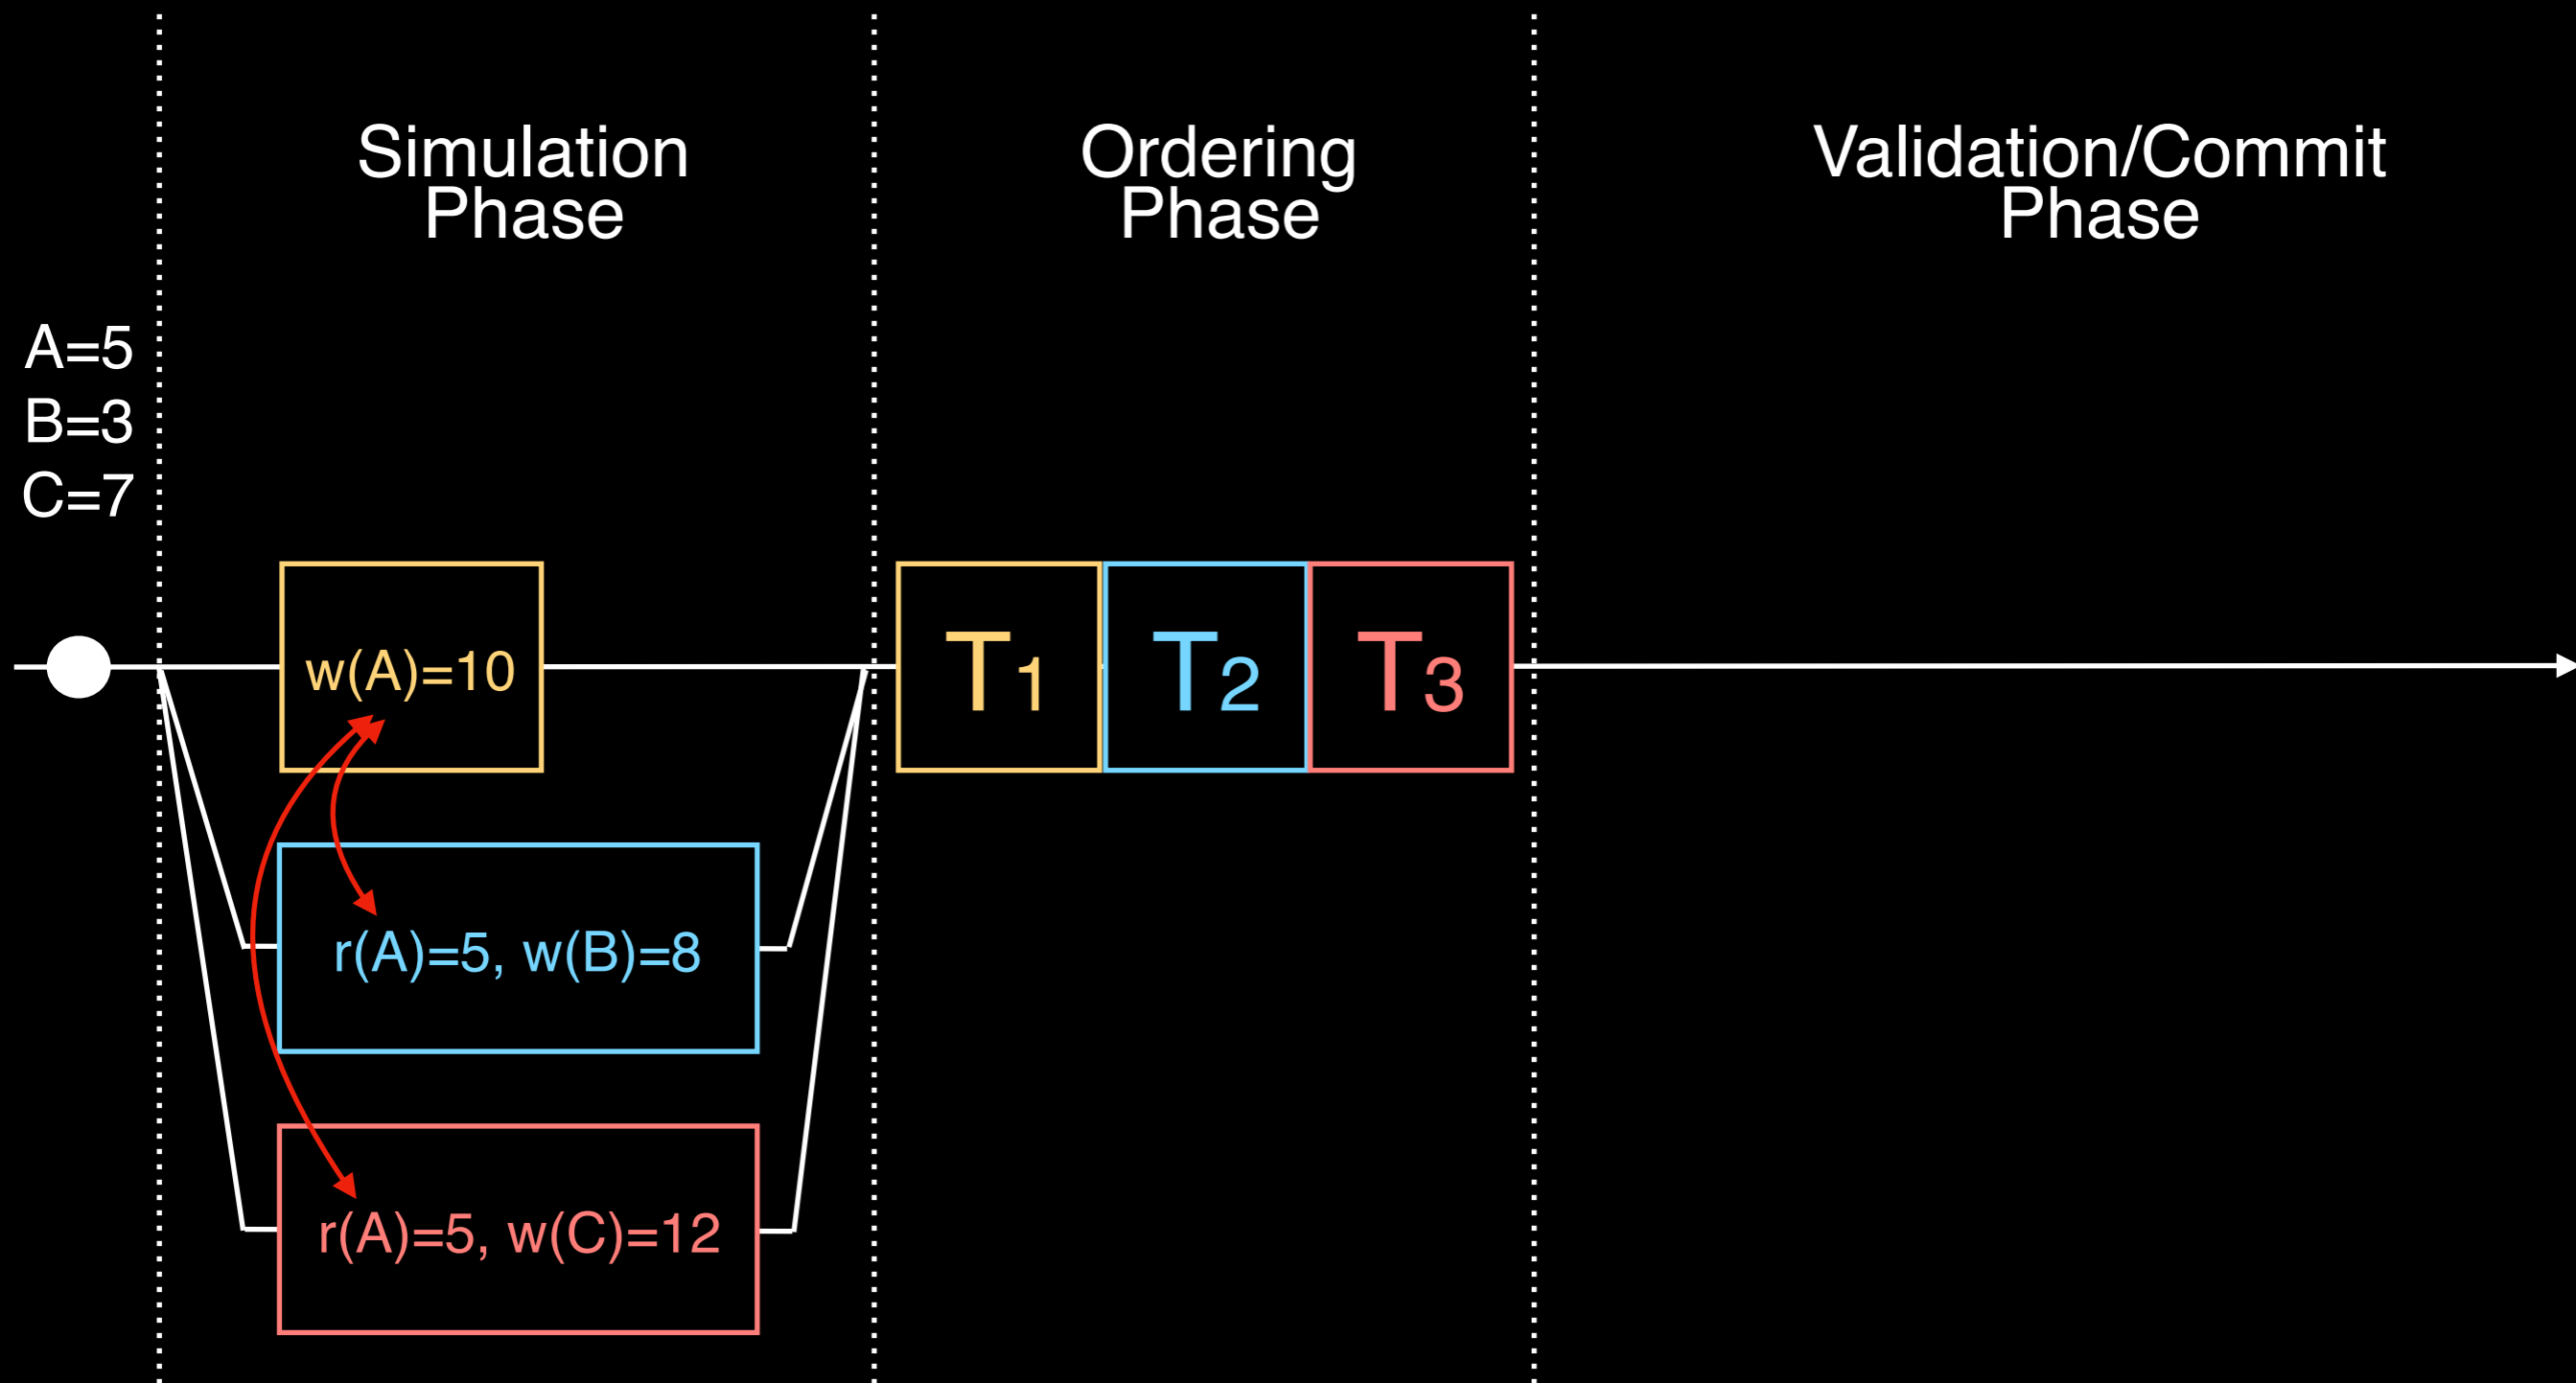 Simulation
Phase
Ordering
Phase
Validation/Commit
Phase
A=5
B=3
C=7
w(A)=10
T1
T2
T3
r(A)=5, w(B)=8
r(A)=5, w(C)=12